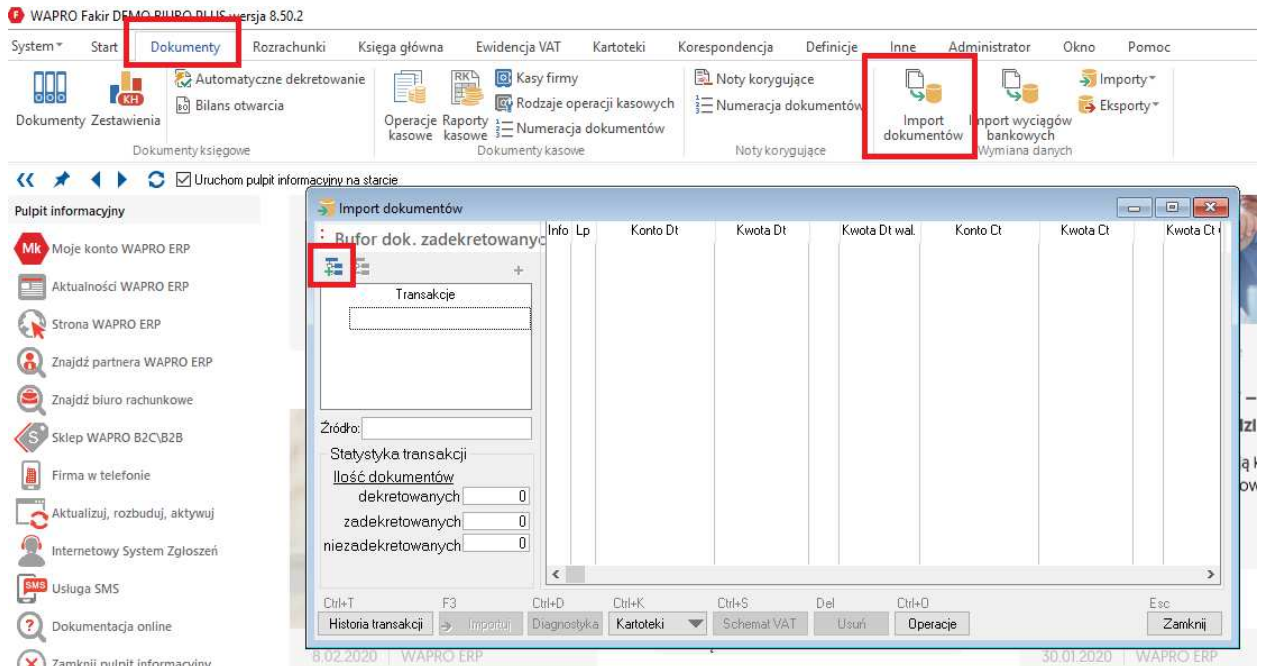 WAPRO Fakir DEMO BIURO PLUS wersja 8.50.2
System Start Dokumenty Rozrachunki Księga główna Ewidencja VAT Kartoteki Korespondencja Definicje Inne Administrator Okno Pomoc
Dokumenty Zestawienia
Automatyczne dekretowanie
Bilans otwarcia
Dokumenty księgowe
Operacje kasowe
Raporty kasowe
Kasy firmy
Rodzaje operacji kasowych
Numeracja dokumentów
Dokumenty kasowe
Noty korygujące
Numeracja dokumentów
Noty korygujące
Import dokumentów
Import wyciągów bankowych
Importy
Eksporty
Wymiana danych
Uruchom pulpit informacyjny na starcie
Pulpit informacyjny
Mk Moje konto WAPRO ERP
Aktualności WAPRO ERP
Strona WAPRO ERP
Znajdź partnera WAPRO ERP
Znajdź biuro rachunkowe
Sklep WAPRO B2C\B2B
Firma w telefonie
Aktualizuj, rozbuduj, aktywuj
Internetowy System Zgłoszeń
SMS Usługa SMS
Dokumentacja online
Zamknij pulpit informacyjny
Import dokumentów
Bufor dok. zadekretowanyc
Transakcje
Źródło:
Statystyka transakcji
Ilość dokumentów
dekretowanych 0
zadekretowanych 0
niezadekretowanych 0
Info Lp Konto Dt Kwota Dt Kwota Dt wal. Konto Ct Kwota Ct Kwota Ct
Ctrl+T F3 Ctrl+D Ctrl+K Ctrl+S Del Ctrl+O Esc
Historia transakcji Importuj Diagnostyka Kartoteki Schemat VAT Usuń Operacje Zamknij
8.02.2020 WAPRO ERP 30.01.2020 WAPRO ERP